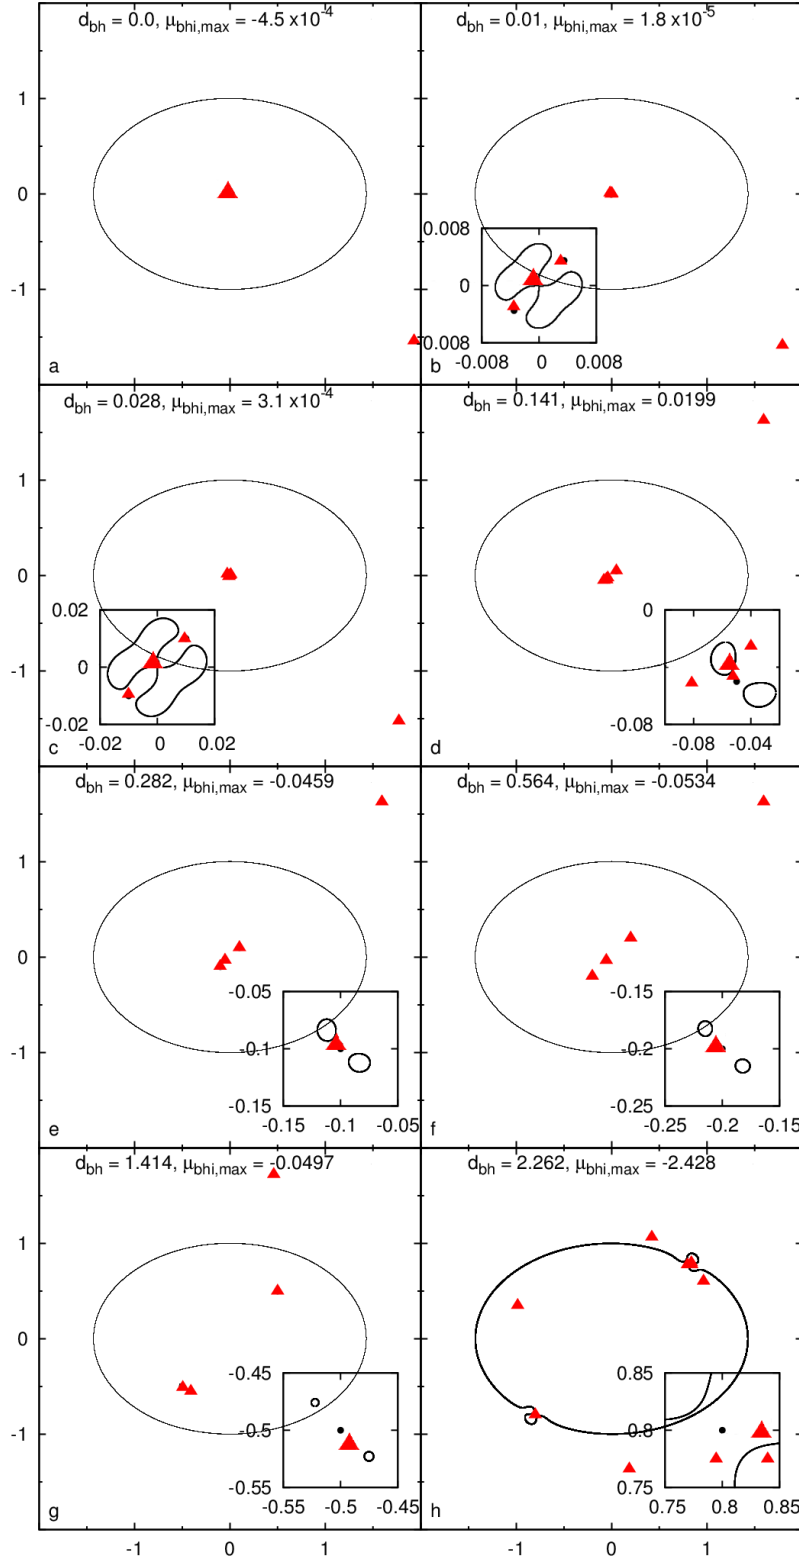 d_bh = 0.0, μ_bhi,max = -4.5 x10^-4
d_bh = 0.01, μ_bhi,max = 1.8 x10^-5
1
0
-1
0.008
0
-0.008
-0.008 0 0.008
a
b
d_bh = 0.028, μ_bhi,max = 3.1 x10^-4
d_bh = 0.141, μ_bhi,max = 0.0199
1
0
-1
0.02
0
-0.02
-0.02 0 0.02
0
-0.08
-0.08 -0.04
c
d
d_bh = 0.282, μ_bhi,max = -0.0459
d_bh = 0.564, μ_bhi,max = -0.0534
1
0
-1
-0.05
-0.1
-0.15
-0.15 -0.1 -0.05
-0.15
-0.2
-0.25
-0.25 -0.2 -0.15
e
f
d_bh = 1.414, μ_bhi,max = -0.0497
d_bh = 2.262, μ_bhi,max = -2.428
1
0
-1
-0.45
-0.5
-0.55
-0.55 -0.5 -0.45
0.85
0.8
0.75
0.75 0.8 0.85
g
h
-1 0 1
-1 0 1